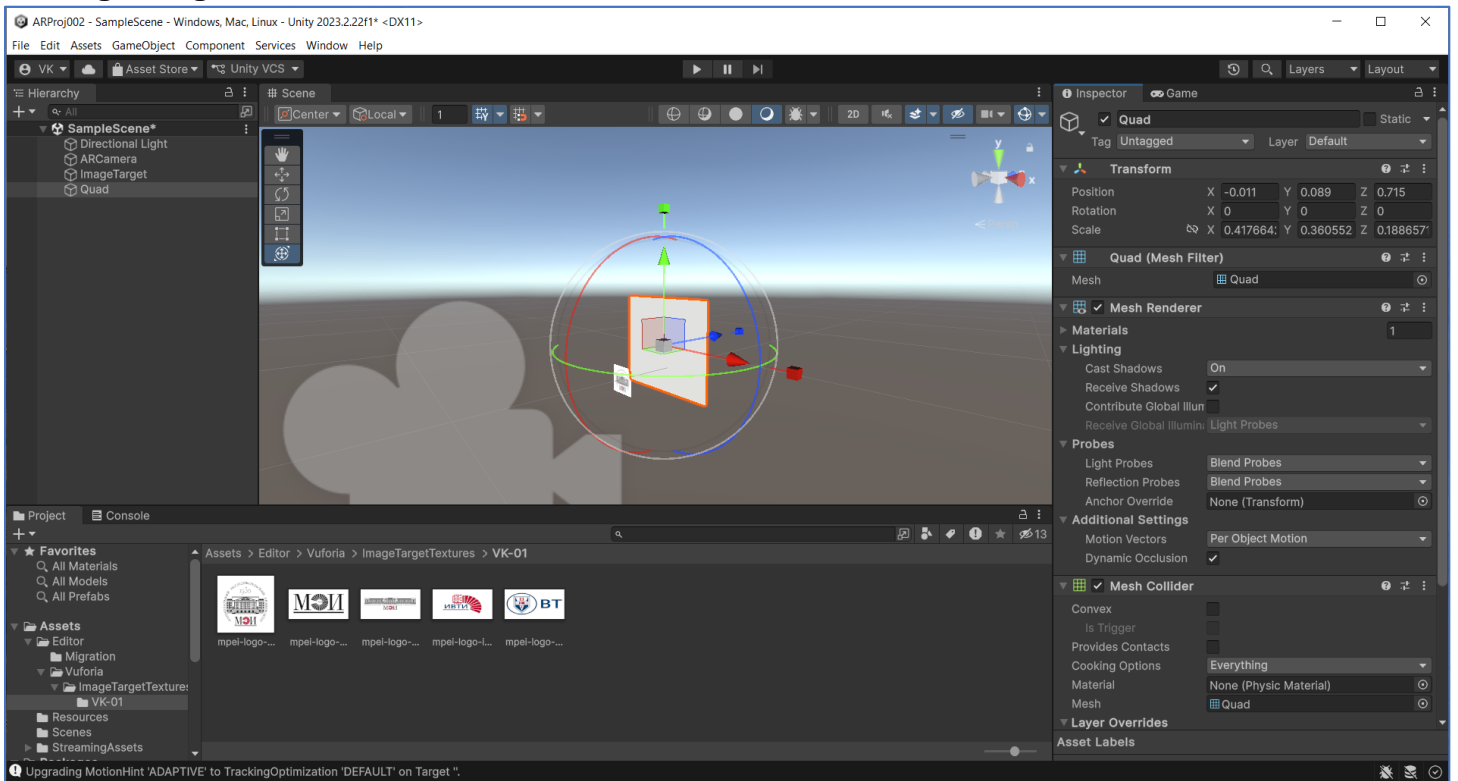 ARProj002 - SampleScene - Windows, Mac, Linux - Unity 2023.2.22f1* <DX11>
File Edit Assets GameObject Component Services Window Help
VK Asset Store Unity VCS Layers Layout
Hierarchy
All
SampleScene*
Directional Light
ARCamera
ImageTarget
Quad
Scene
Center Local 1 2D
y
x
Inspector Game
Quad Static
Tag Untagged Layer Default
Transform
Position X -0.011 Y 0.089 Z 0.715
Rotation X 0 Y 0 Z 0
Scale X 0.417664 Y 0.360552 Z 0.188657
Quad (Mesh Filter)
Mesh Quad
Mesh Renderer
Materials 1
Lighting
Cast Shadows On
Receive Shadows
Contribute Global Illum
Receive Global Illumin Light Probes
Probes
Light Probes Blend Probes
Reflection Probes Blend Probes
Anchor Override None (Transform)
Additional Settings
Motion Vectors Per Object Motion
Dynamic Occlusion
Mesh Collider
Convex
Is Trigger
Provides Contacts
Cooking Options Everything
Material None (Physic Material)
Mesh Quad
Layer Overrides
Asset Labels
Project Console
13
Favorites
All Materials
All Models
All Prefabs
Assets
Editor
Migration
Vuforia
ImageTargetTextures
VK-01
Resources
Scenes
StreamingAssets
Assets > Editor > Vuforia > ImageTargetTextures > VK-01
МЭИ МЭИ МЭИ ИВТИ ВТ
mpei-logo-... mpei-logo-... mpei-logo-... mpei-logo-i... mpei-logo-...
Upgrading MotionHint 'ADAPTIVE' to TrackingOptimization 'DEFAULT' on Target ''.